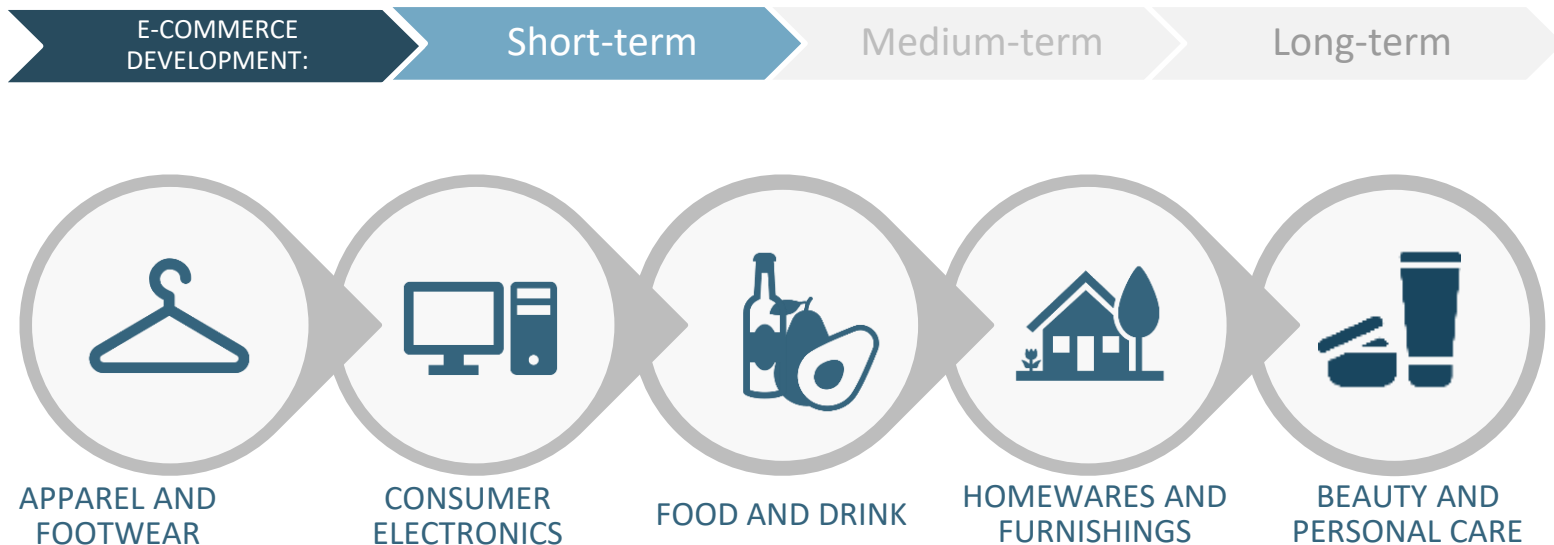 E-COMMERCE
DEVELOPMENT:
Short-term
Medium-term
Long-term
APPAREL AND
FOOTWEAR
CONSUMER
ELECTRONICS
FOOD AND DRINK
HOMEWARES AND
FURNISHINGS
BEAUTY AND
PERSONAL CARE